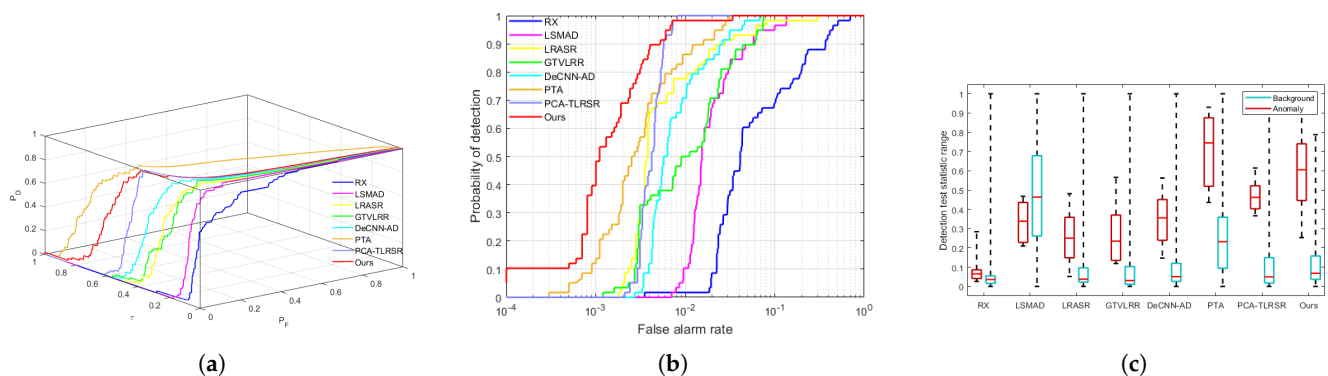 1
0.8
0.6
0.4
0.2
0
P_D
1
0.8
0.6
0.4
0.2
0
τ
0
0.2
0.4
0.6
0.8
1
P_F
RX
LSMAD
LRASR
GTVLRR
DeCNN-AD
PTA
PCA-TLRSR
Ours
(a)
1
0.9
0.8
0.7
0.6
0.5
0.4
0.3
0.2
0.1
0
Probability of detection
RX
LSMAD
LRASR
GTVLRR
DeCNN-AD
PTA
PCA-TLRSR
Ours
10^-4 10^-3 10^-2 10^-1 10^0
False alarm rate
(b)
1
0.9
0.8
0.7
0.6
0.5
0.4
0.3
0.2
0.1
0
Detection test statistic range
Background
Anomaly
RX LSMAD LRASR GTVLRR DeCNN-AD PTA PCA-TLRSR Ours
(c)